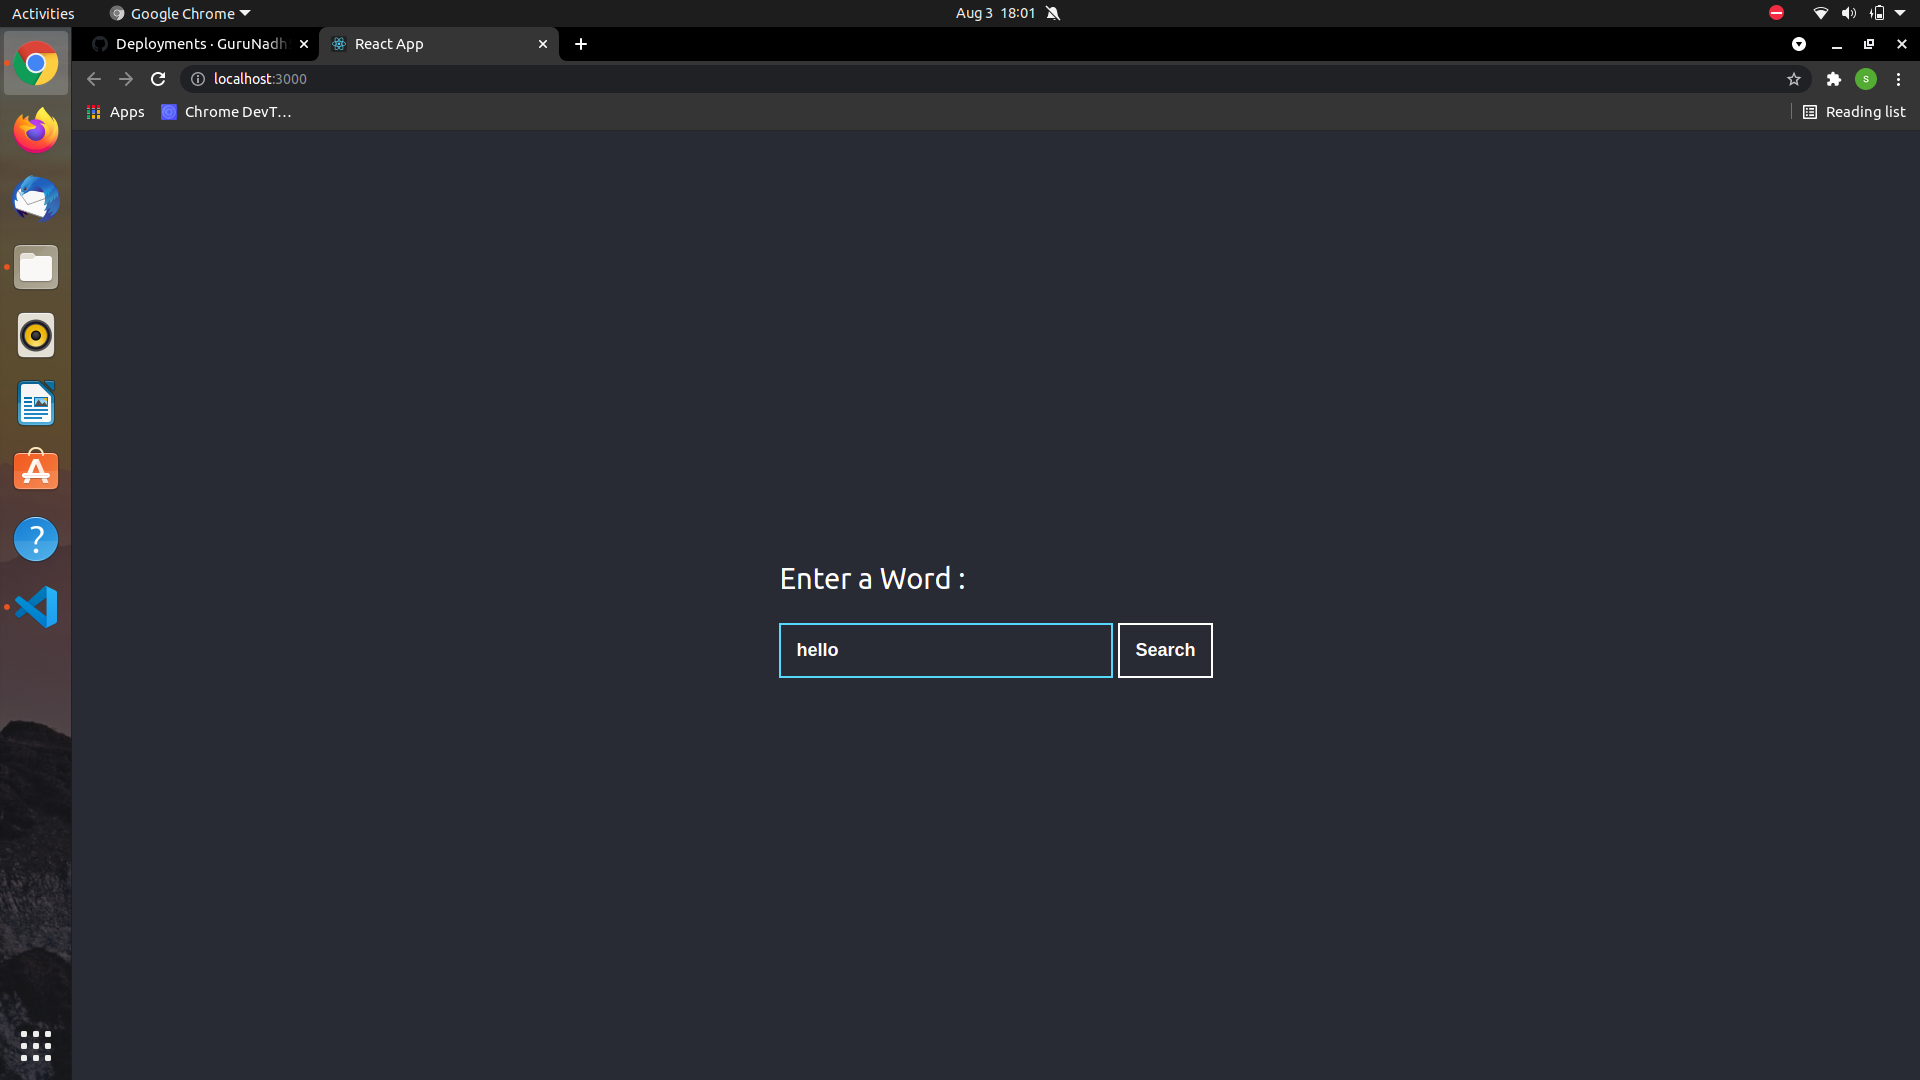 Activities
Google Chrome
Aug 3 18:01
Deployments · GuruNadh
React App
localhost:3000
S
Apps
Chrome DevT...
Reading list
Enter a Word :
hello
Search